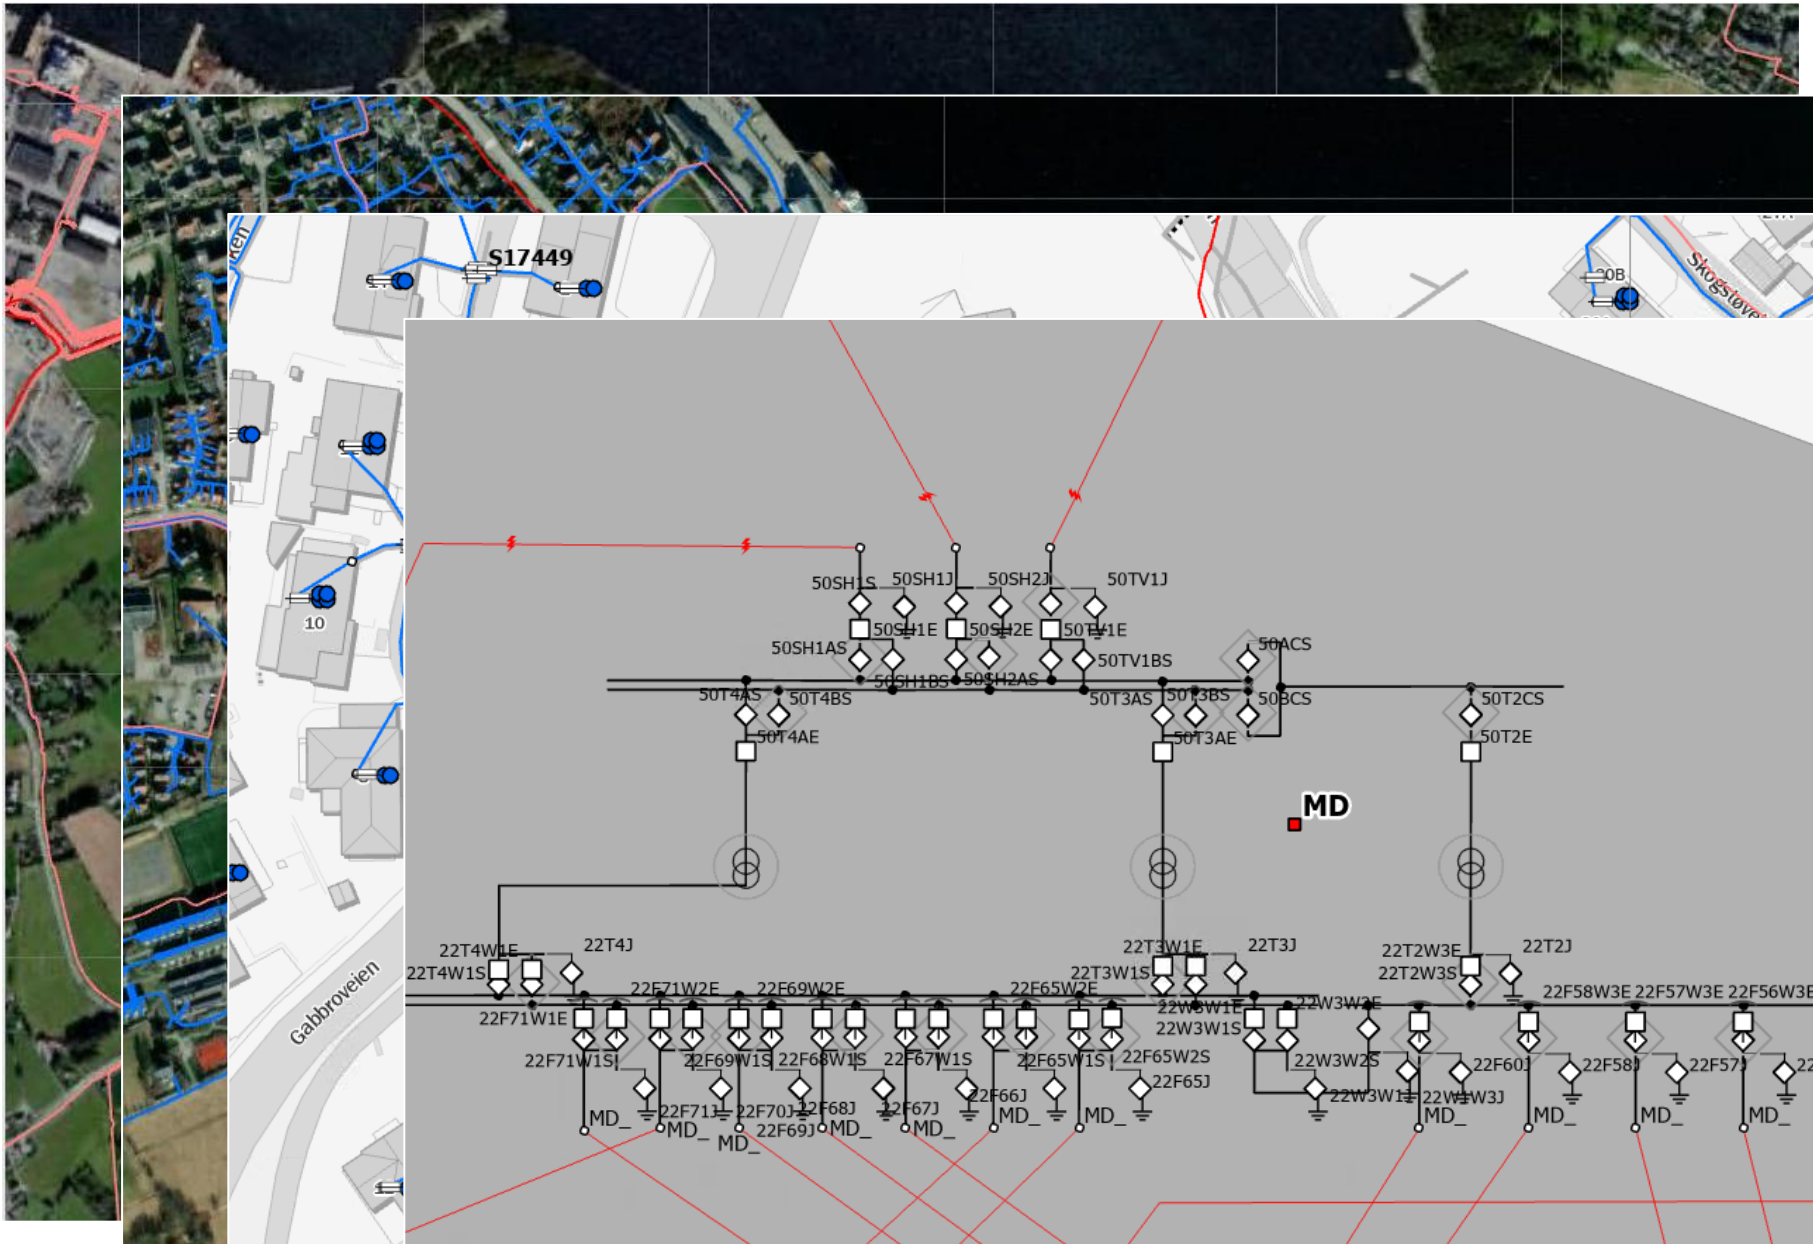 S17449
20B
Skogstøve
10
Gabbroveien
50SH1S 50SH1J 50SH2J 50TV1J
50SH1E 50SH2E 50TV1E
50SH1AS 50TV1BS 50ACS
50SH1BS 50SH2AS
50T4AS 50T4BS 50T3AS 50T3BS 50BCS 50T2CS
50T4AE 50T3AE 50T2E
MD
22T4W1E 22T4J 22T3W1E 22T3J 22T2W3E 22T2J
22T4W1S 22T3W1S 22T2W3S
22F71W2E 22F69W2E 22F65W2E 22F58W3E 22F57W3E 22F56W3E
22F71W1E 22W3W1E 22W3W2E
22W3W1S
22F71W1S 22F69W1S 22F68W1S 22F67W1S 22F65W1S 22F65W2S 22W3W2S
22F60J 22F58J 22F57J
22F66J 22F65J 22W3W1J 22W1W3J
22F71J 22F70J 22F68J 22F67J
22F69J
MD_ MD_ MD_ MD_ MD_ MD_ MD_ MD_ MD_ MD_ MD_